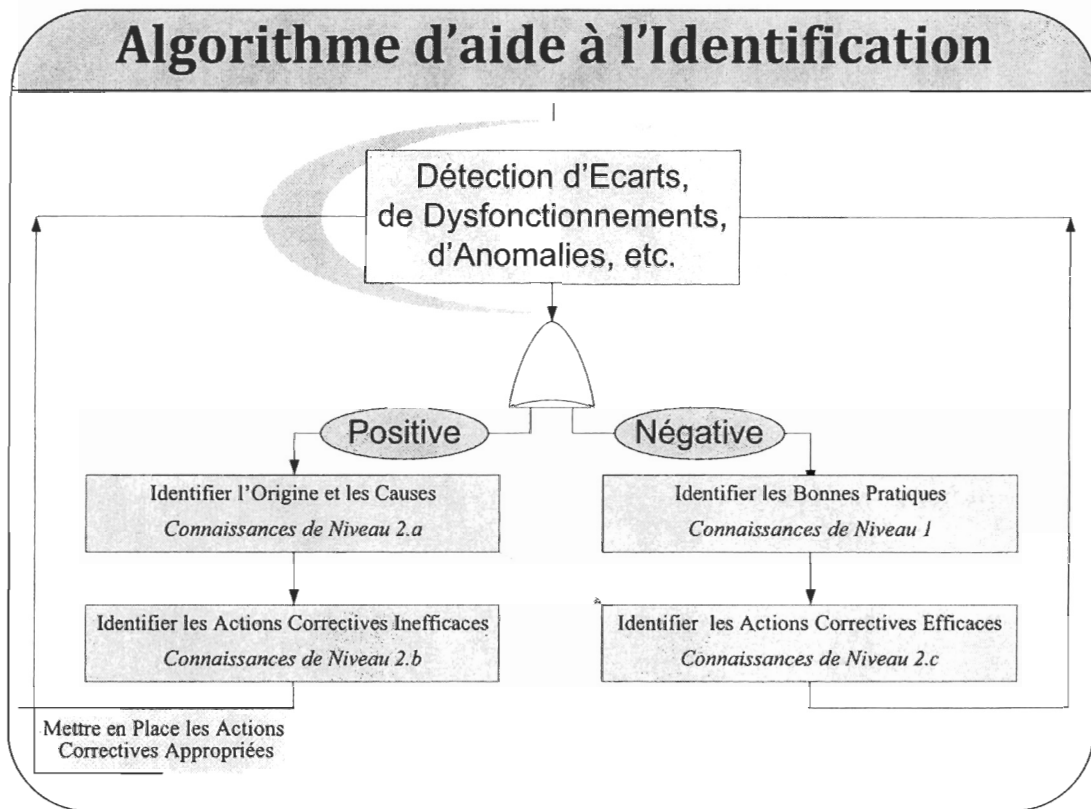 Algorithme d'aide à l'Identification
Détection d'Ecarts,
de Dysfonctionnements,
d'Anomalies, etc.
Positive
Négative
Identifier l'Origine et les Causes
Connaissances de Niveau 2.a
Identifier les Bonnes Pratiques
Connaissances de Niveau 1
Identifier les Actions Correctives Inefficaces
Connaissances de Niveau 2.b
Identifier les Actions Correctives Efficaces
Connaissances de Niveau 2.c
Mettre en Place les Actions
Correctives Appropriées